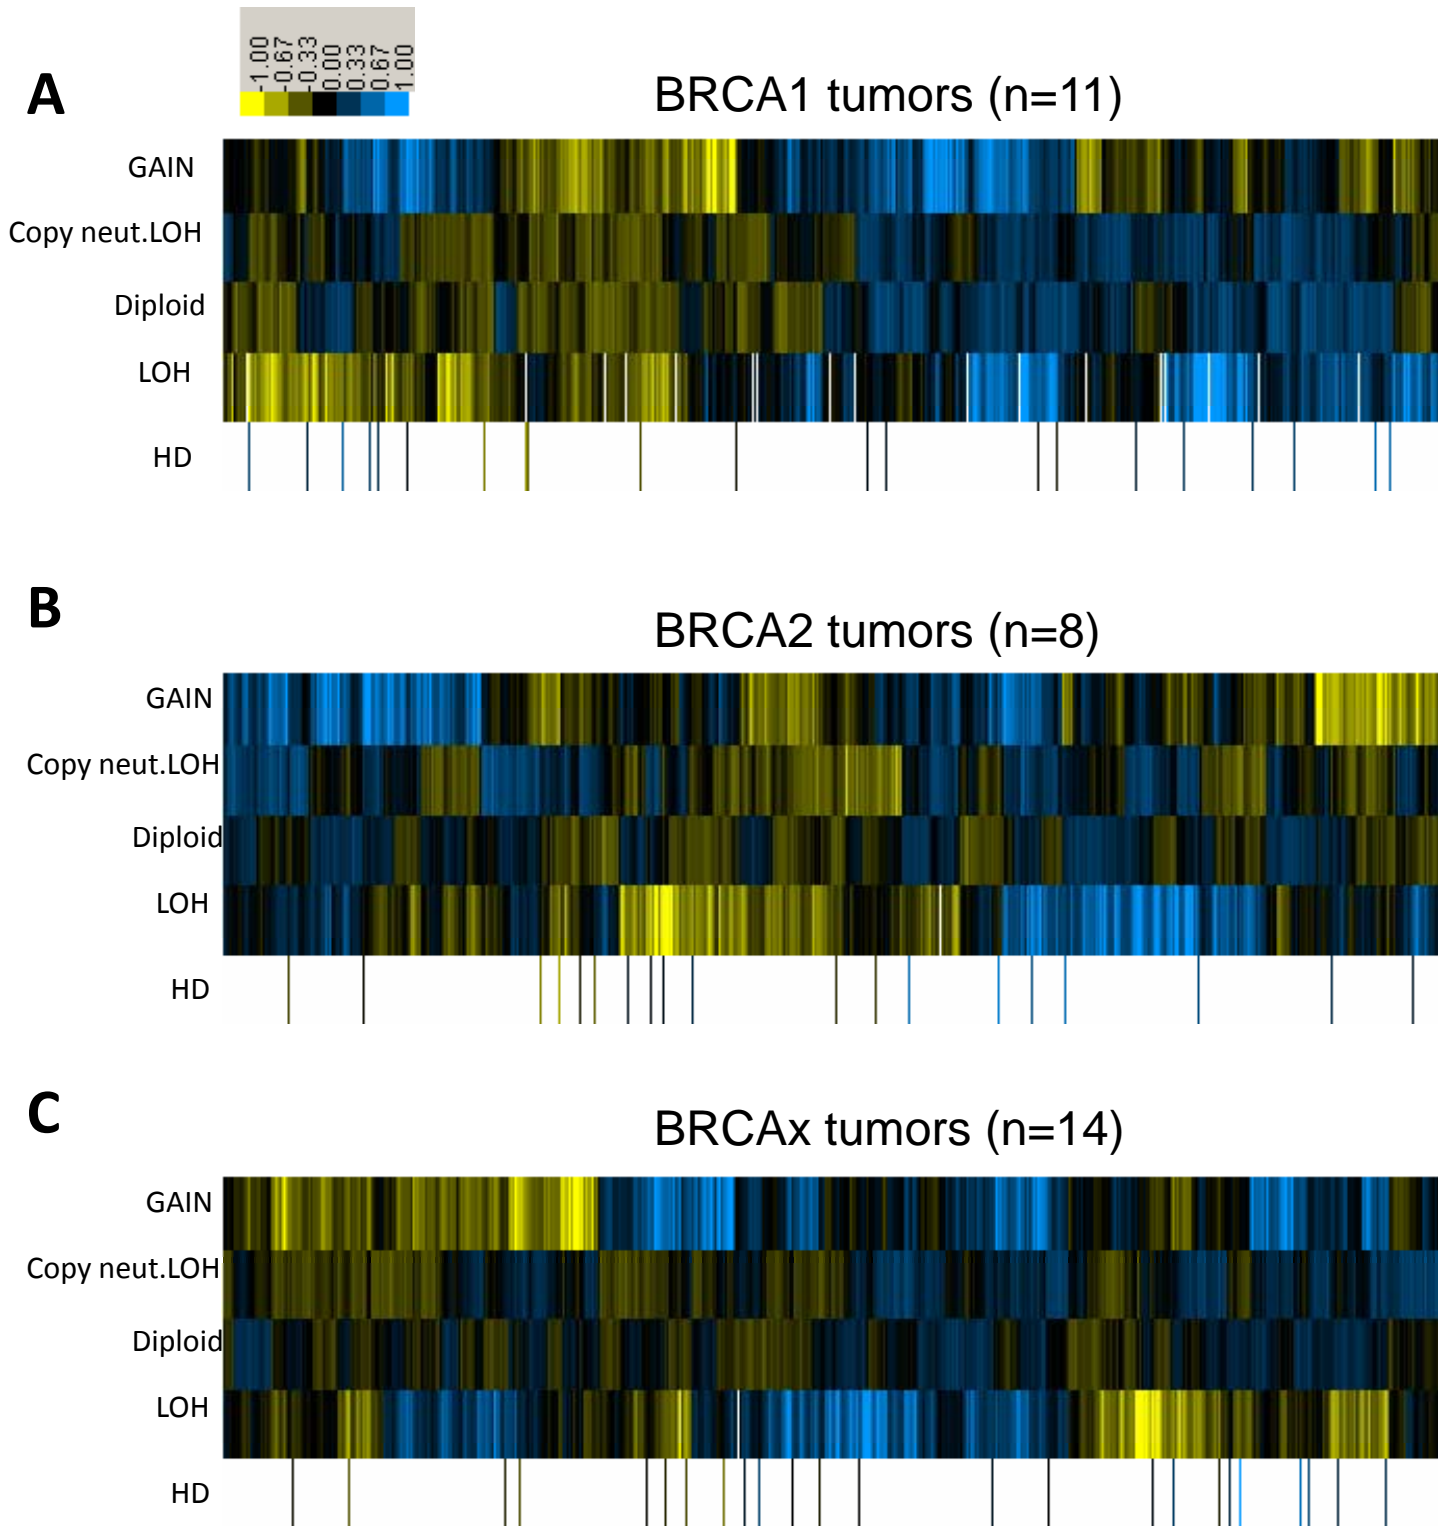 -1.00
-0.67
-0.33
0.00
0.33
0.67
1.00
A
BRCA1 tumors (n=11)
GAIN
Copy neut.LOH
Diploid
LOH
HD
B
BRCA2 tumors (n=8)
GAIN
Copy neut.LOH
Diploid
LOH
HD
C
BRCAx tumors (n=14)
GAIN
Copy neut.LOH
Diploid
LOH
HD